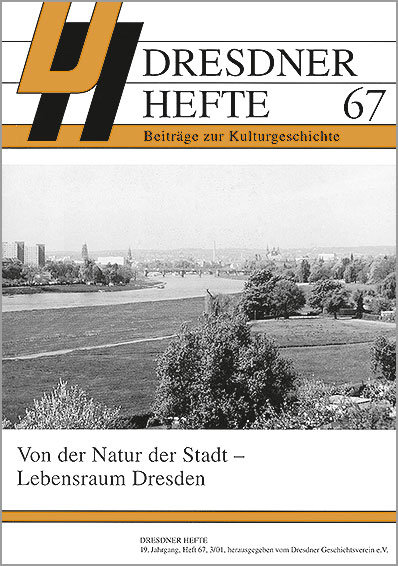 DRESDNER
HEFTE 67
Beiträge zur Kulturgeschichte
Von der Natur der Stadt –
Lebensraum Dresden
DRESDNER HEFTE
19. Jahrgang, Heft 67, 3/01, herausgegeben vom Dresdner Geschichtsverein e.V.